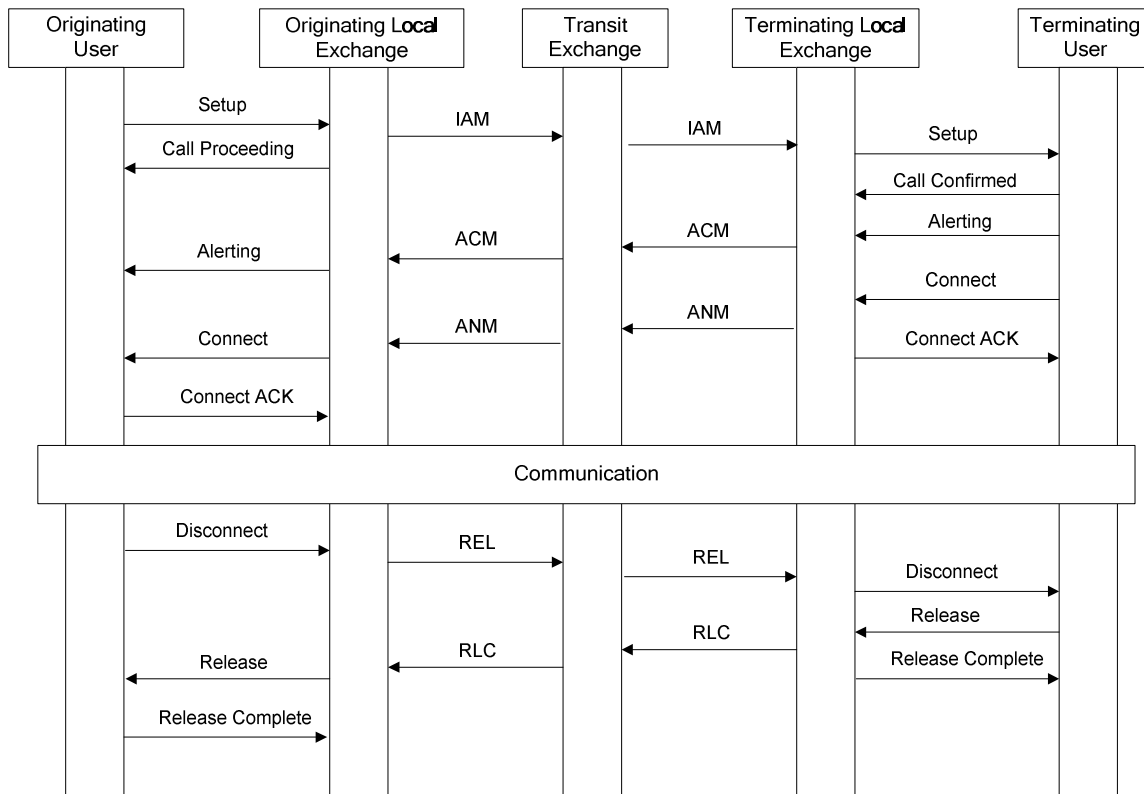 Originating
User
Originating Local
Exchange
Transit
Exchange
Terminating Local
Exchange
Terminating
User
Setup
IAM
IAM
Setup
Call Proceeding
Call Confirmed
Alerting
ACM
ACM
Alerting
Connect
ANM
ANM
Connect
Connect ACK
Connect ACK
Communication
Disconnect
REL
REL
Disconnect
Release
RLC
RLC
Release
Release Complete
Release Complete